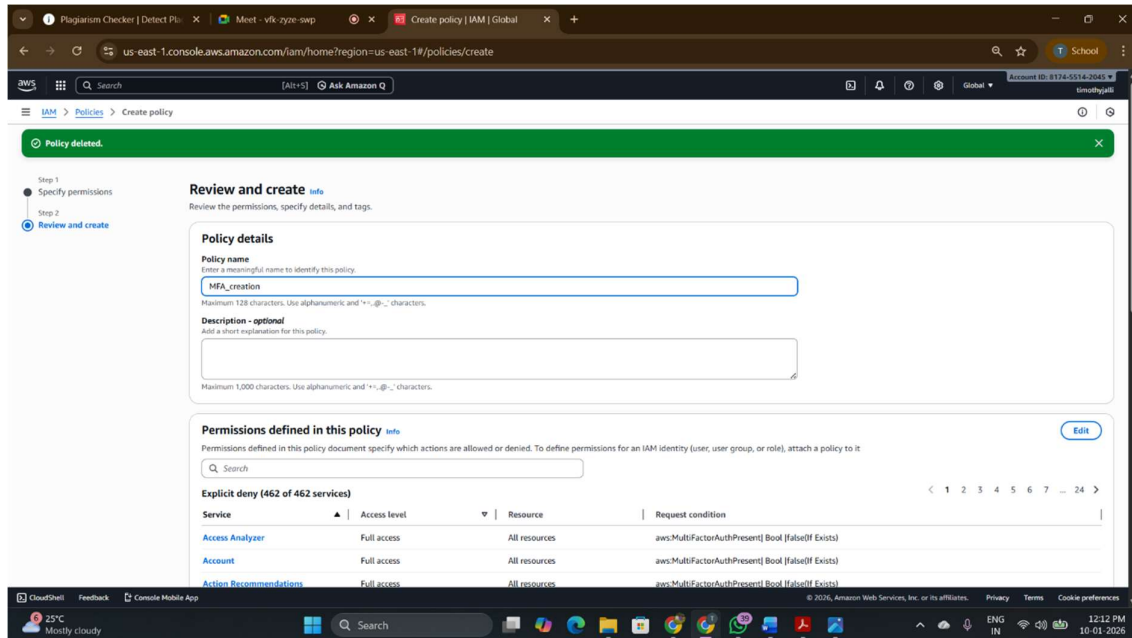 Plagiarism Checker | Detect Pla
Meet - vfk-zyze-swp
Create policy | IAM | Global
us-east-1.console.aws.amazon.com/iam/home?region=us-east-1#/policies/create
T School
aws
Search
[Alt+S]
Ask Amazon Q
Global
Account ID: 8174-5514-2045
timothyjalli
IAM > Policies > Create policy
Policy deleted.
Step 1
Specify permissions
Step 2
Review and create
Review and create Info
Review the permissions, specify details, and tags.
Policy details
Policy name
Enter a meaningful name to identify this policy.
MFA_creation
Maximum 128 characters. Use alphanumeric and '+=,.@-_' characters.
Description - optional
Add a short explanation for this policy.
Maximum 1,000 characters. Use alphanumeric and '+=,.@-_' characters.
Permissions defined in this policy Info
Edit
Permissions defined in this policy document specify which actions are allowed or denied. To define permissions for an IAM identity (user, user group, or role), attach a policy to it
Search
Explicit deny (462 of 462 services)
< 1 2 3 4 5 6 7 ... 24 >
Service Access level Resource Request condition
Access Analyzer Full access All resources aws:MultiFactorAuthPresent| Bool |false(If Exists)
Account Full access All resources aws:MultiFactorAuthPresent| Bool |false(If Exists)
Action Recommendations Full access All resources aws:MultiFactorAuthPresent| Bool |false(If Exists)
CloudShell Feedback Console Mobile App © 2026, Amazon Web Services, Inc. or its affiliates. Privacy Terms Cookie preferences
6
25°C
Mostly cloudy
Search
39
ENG
IN
12:12 PM
10-01-2026